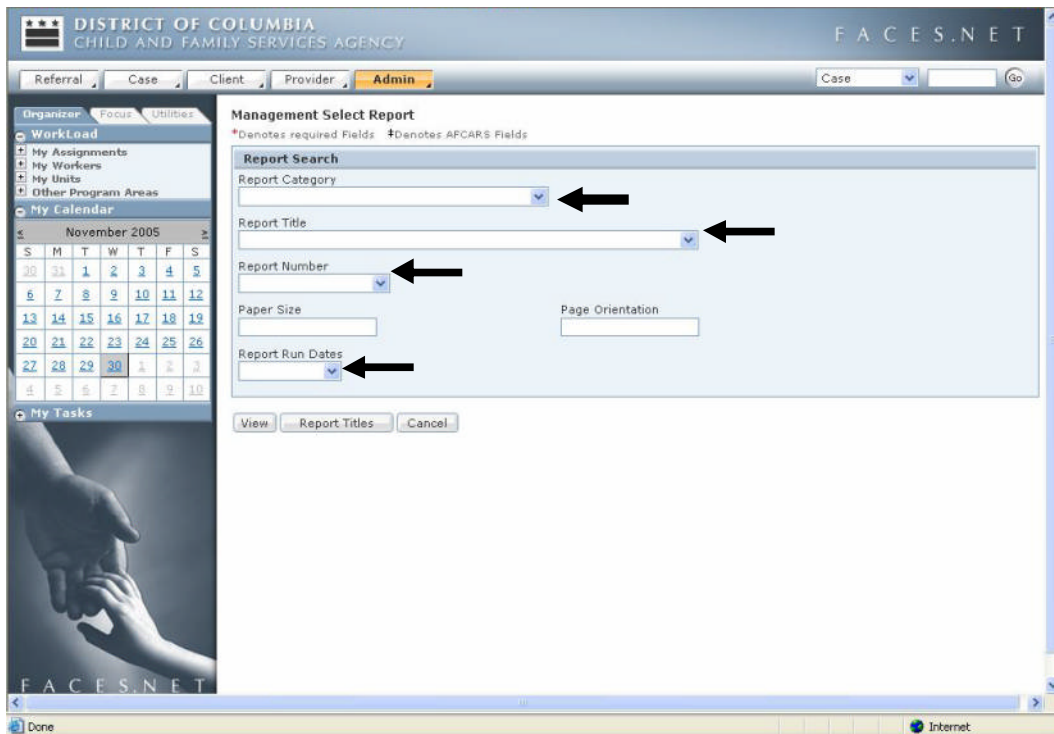 DISTRICT OF COLUMBIA
CHILD AND FAMILY SERVICES AGENCY
FACES.NET
Referral Case Client Provider Admin Case Go
Organizer Focus Utilities
WorkLoad
My Assignments
My Workers
My Units
Other Program Areas
My Calendar
< November 2005 >
S M T W T F S
30 31 1 2 3 4 5
6 7 8 9 10 11 12
13 14 15 16 17 18 19
20 21 22 23 24 25 26
27 28 29 30 1 2 3
4 5 6 7 8 9 10
My Tasks
FACES.NET
Management Select Report
*Denotes required Fields ‡Denotes AFCARS Fields
Report Search
Report Category
Report Title
Report Number
Paper Size Page Orientation
Report Run Dates
View Report Titles Cancel
Done Internet